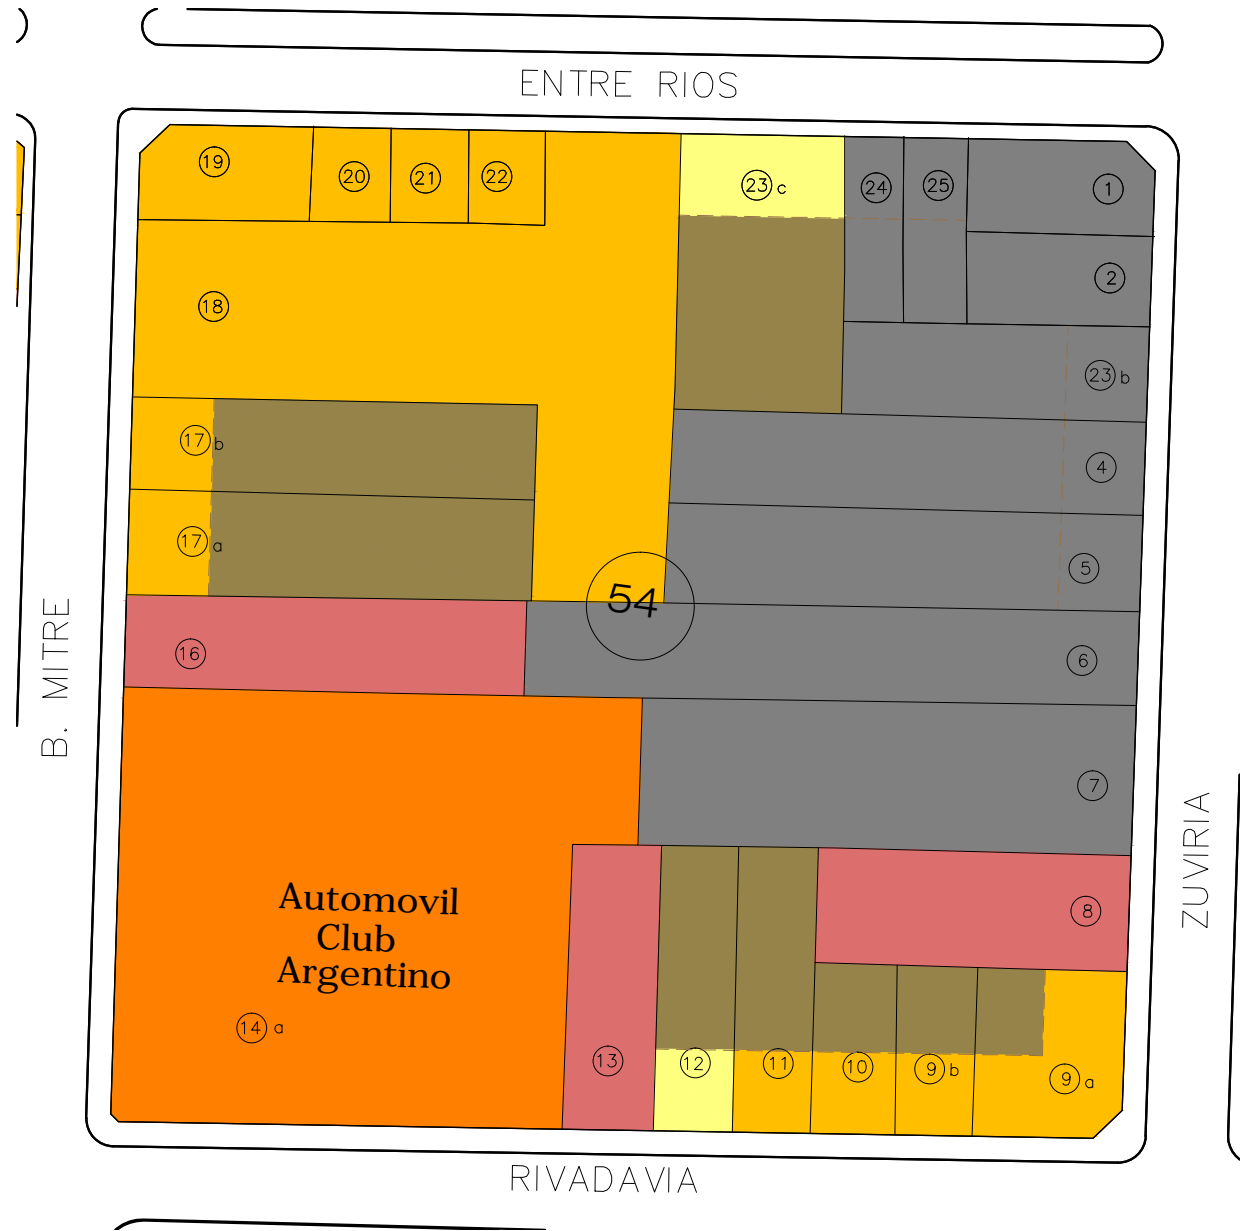 ENTRE RIOS
19
20
21
22
23 c
24
25
1
2
18
23 b
17 b
4
17 a
5
54
B. MITRE
16
6
7
ZUVIRIA
Automovil
Club
Argentino
8
14 a
13
12
11
10
9 b
9 a
RIVADAVIA